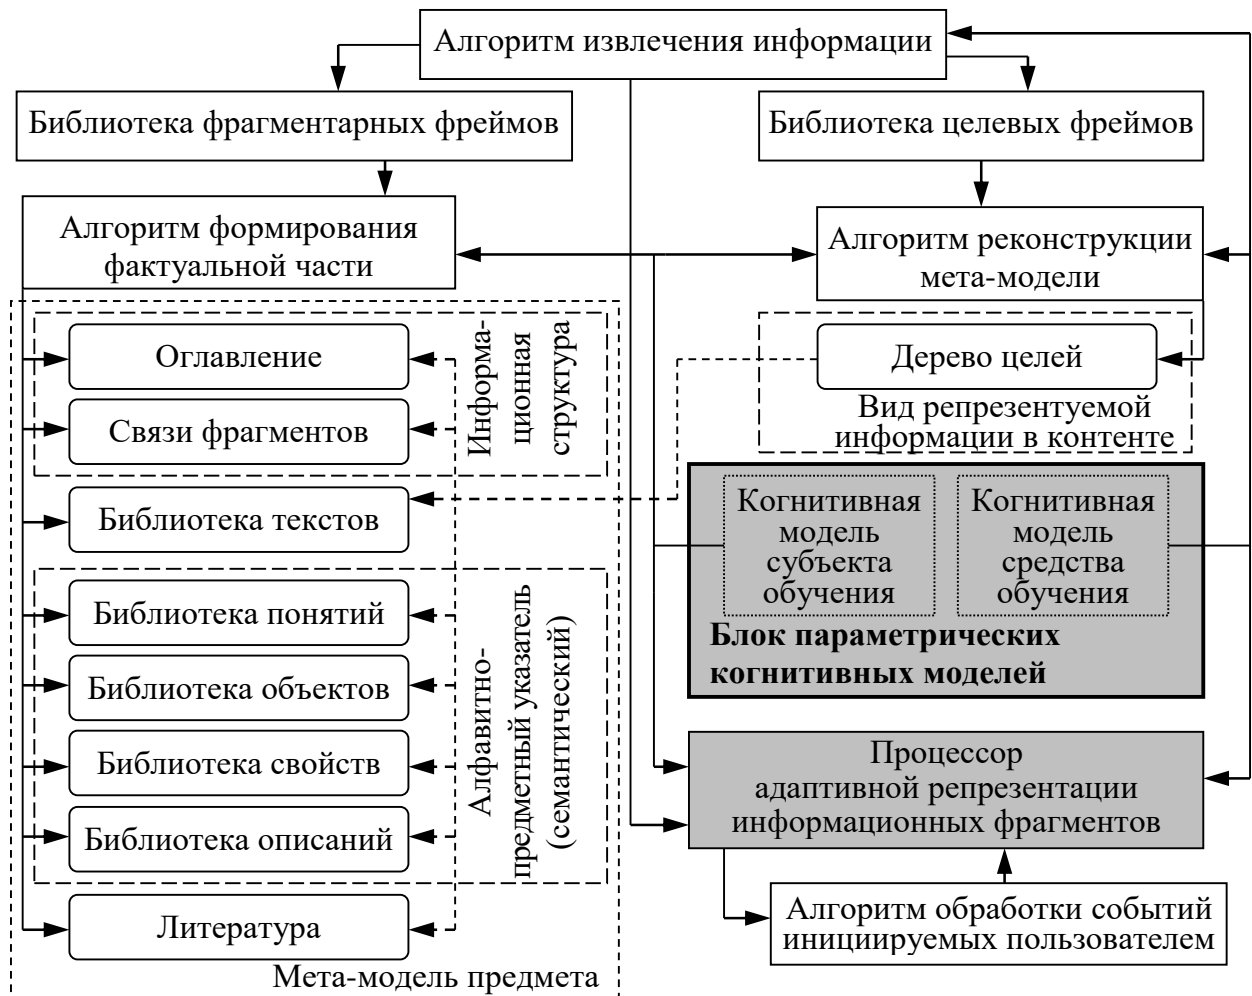 Алгоритм извлечения информации
Библиотека фрагментарных фреймов
Библиотека целевых фреймов
Алгоритм формирования
фактуальной части
Алгоритм реконструкции
мета-модели
Оглавление
Связи фрагментов
Информа-
ционная
структура
Дерево целей
Вид репрезентуемой
информации в контенте
Библиотека текстов
Когнитивная
модель
субъекта
обучения
Когнитивная
модель
средства
обучения
Блок параметрических
когнитивных моделей
Библиотека понятий
Библиотека объектов
Библиотека свойств
Библиотека описаний
Алфавитно-
предметный указатель
(семантический)
Процессор
адаптивной репрезентации
информационных фрагментов
Литература
Алгоритм обработки событий
инициируемых пользователем
Мета-модель предмета